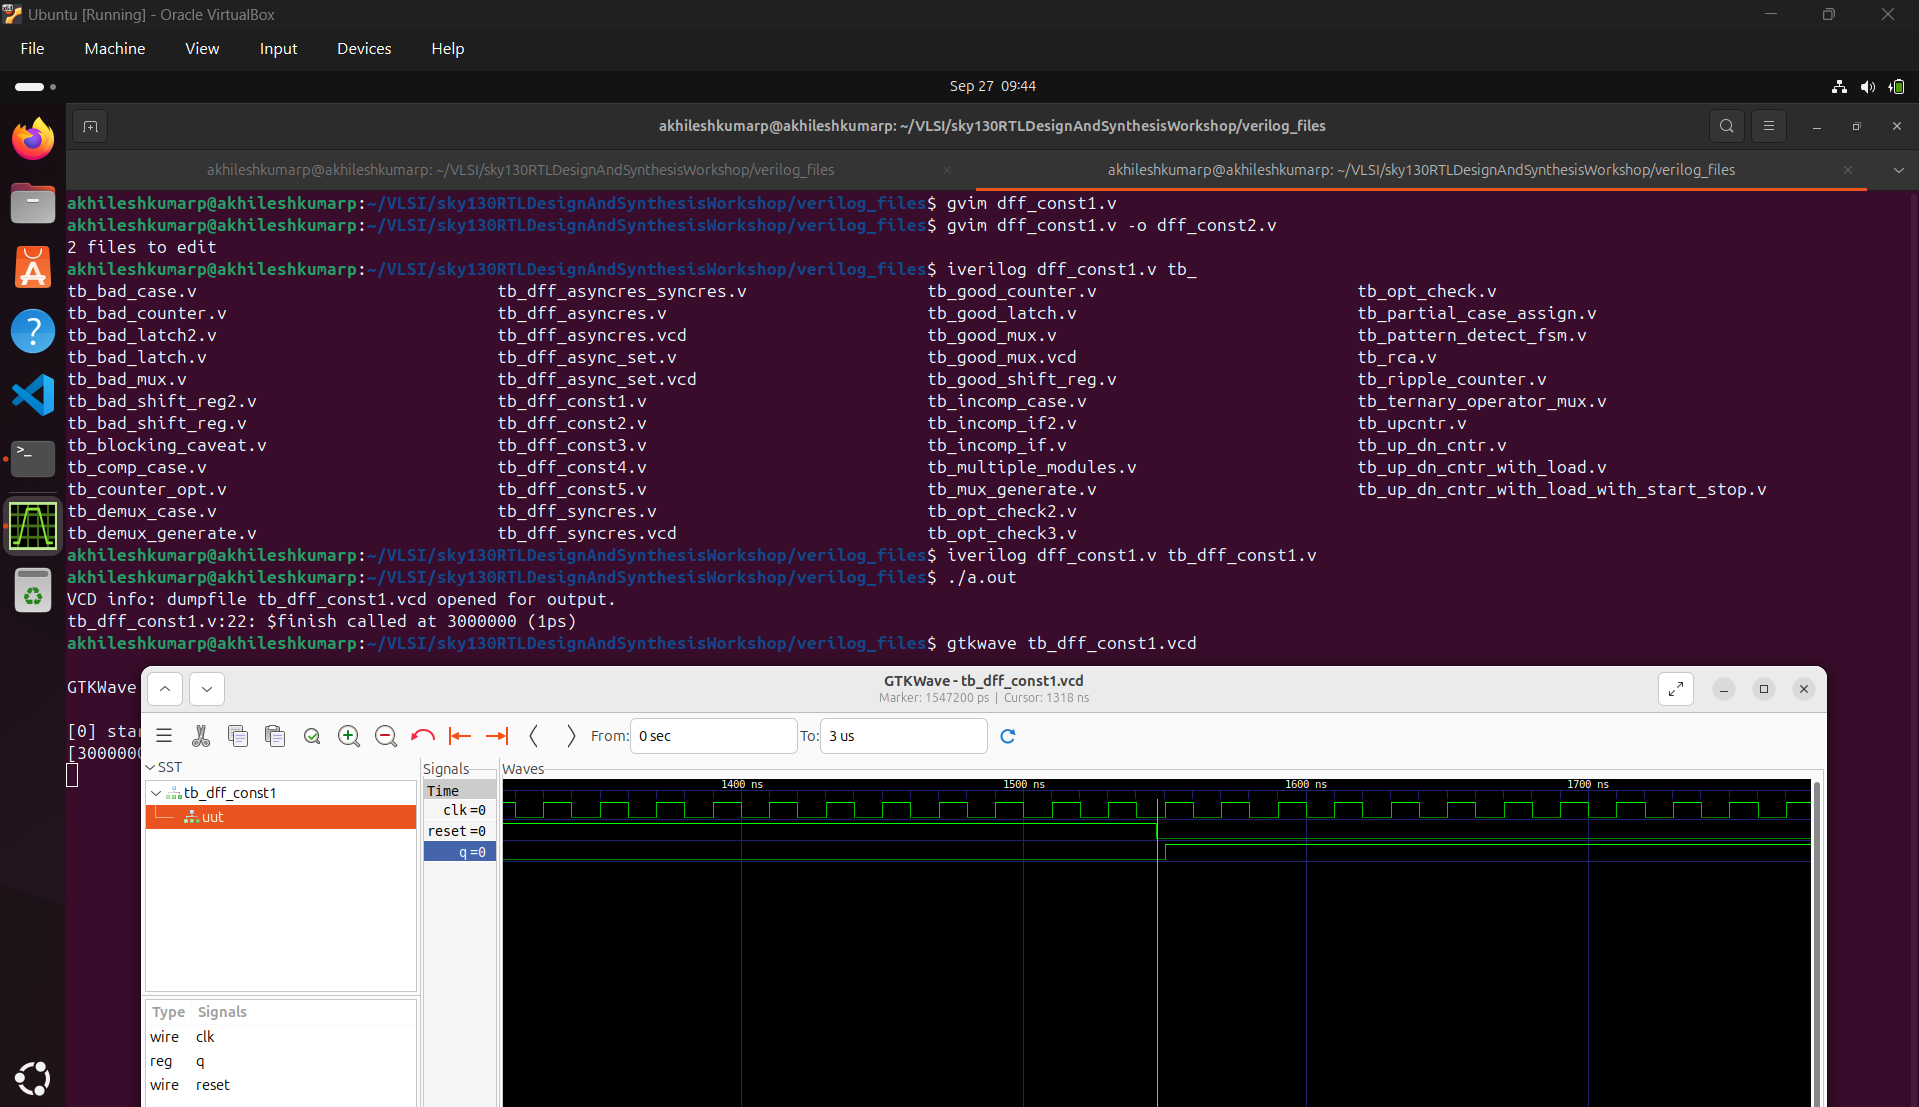 Ubuntu [Running] - Oracle VirtualBox
File Machine View Input Devices Help
Sep 27 09:44
akhileshkumarp@akhileshkumarp: ~/VLSI/sky130RTLDesignAndSynthesisWorkshop/verilog_files
akhileshkumarp@akhileshkumarp: ~/VLSI/sky130RTLDesignAndSynthesisWorkshop/verilog_files akhileshkumarp@akhileshkumarp: ~/VLSI/sky130RTLDesignAndSynthesisWorkshop/verilog_files
akhileshkumarp@akhileshkumarp:~/VLSI/sky130RTLDesignAndSynthesisWorkshop/verilog_files$ gvim dff_const1.v
akhileshkumarp@akhileshkumarp:~/VLSI/sky130RTLDesignAndSynthesisWorkshop/verilog_files$ gvim dff_const1.v -o dff_const2.v
2 files to edit
akhileshkumarp@akhileshkumarp:~/VLSI/sky130RTLDesignAndSynthesisWorkshop/verilog_files$ iverilog dff_const1.v tb_
tb_bad_case.v tb_dff_asyncres_syncres.v tb_good_counter.v tb_opt_check.v
tb_bad_counter.v tb_dff_asyncres.v tb_good_latch.v tb_partial_case_assign.v
tb_bad_latch2.v tb_dff_asyncres.vcd tb_good_mux.v tb_pattern_detect_fsm.v
tb_bad_latch.v tb_dff_async_set.v tb_good_mux.vcd tb_rca.v
tb_bad_mux.v tb_dff_async_set.vcd tb_good_shift_reg.v tb_ripple_counter.v
tb_bad_shift_reg2.v tb_dff_const1.v tb_incomp_case.v tb_ternary_operator_mux.v
tb_bad_shift_reg.v tb_dff_const2.v tb_incomp_if2.v tb_upcntr.v
tb_blocking_caveat.v tb_dff_const3.v tb_incomp_if.v tb_up_dn_cntr.v
tb_comp_case.v tb_dff_const4.v tb_multiple_modules.v tb_up_dn_cntr_with_load.v
tb_counter_opt.v tb_dff_const5.v tb_mux_generate.v tb_up_dn_cntr_with_load_with_start_stop.v
tb_demux_case.v tb_dff_syncres.v tb_opt_check2.v
tb_demux_generate.v tb_dff_syncres.vcd tb_opt_check3.v
akhileshkumarp@akhileshkumarp:~/VLSI/sky130RTLDesignAndSynthesisWorkshop/verilog_files$ iverilog dff_const1.v tb_dff_const1.v
akhileshkumarp@akhileshkumarp:~/VLSI/sky130RTLDesignAndSynthesisWorkshop/verilog_files$ ./a.out
VCD info: dumpfile tb_dff_const1.vcd opened for output.
tb_dff_const1.v:22: $finish called at 3000000 (1ps)
akhileshkumarp@akhileshkumarp:~/VLSI/sky130RTLDesignAndSynthesisWorkshop/verilog_files$ gtkwave tb_dff_const1.vcd
GTKWave
[0] star
[3000000
GTKWave - tb_dff_const1.vcd
Marker: 1547200 ps | Cursor: 1318 ns
From: 0 sec To: 3 us
SST
tb_dff_const1
uut
Type Signals
wire clk
reg q
wire reset
Signals
Time
clk =0
reset =0
q =0
Waves
1400 ns 1500 ns 1600 ns 1700 ns